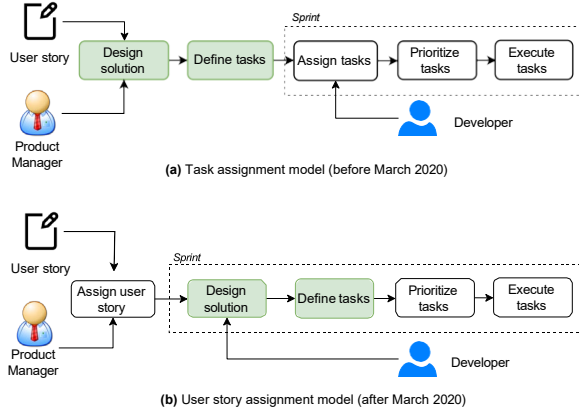 Sprint
User story
Design
solution
Define tasks
Assign tasks
Prioritize
tasks
Execute
tasks
Product
Manager
Developer
(a) Task assignment model (before March 2020)
User story
Sprint
Assign user
story
Design
solution
Define tasks
Prioritize
tasks
Execute
tasks
Product
Manager
Developer
(b) User story assignment model (after March 2020)